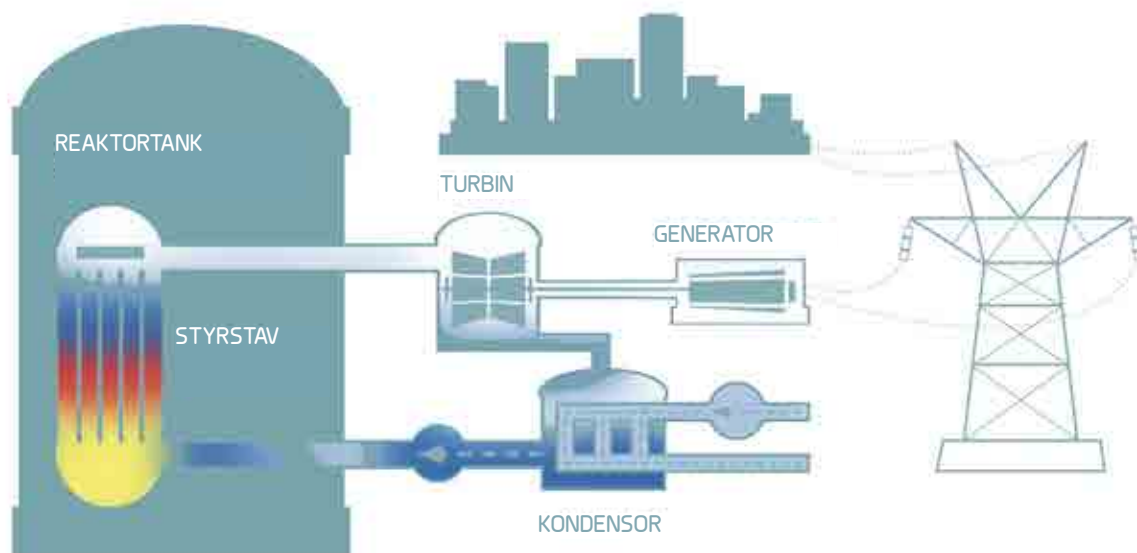 REAKTORTANK
TURBIN
GENERATOR
STYRSTAV
KONDENSOR